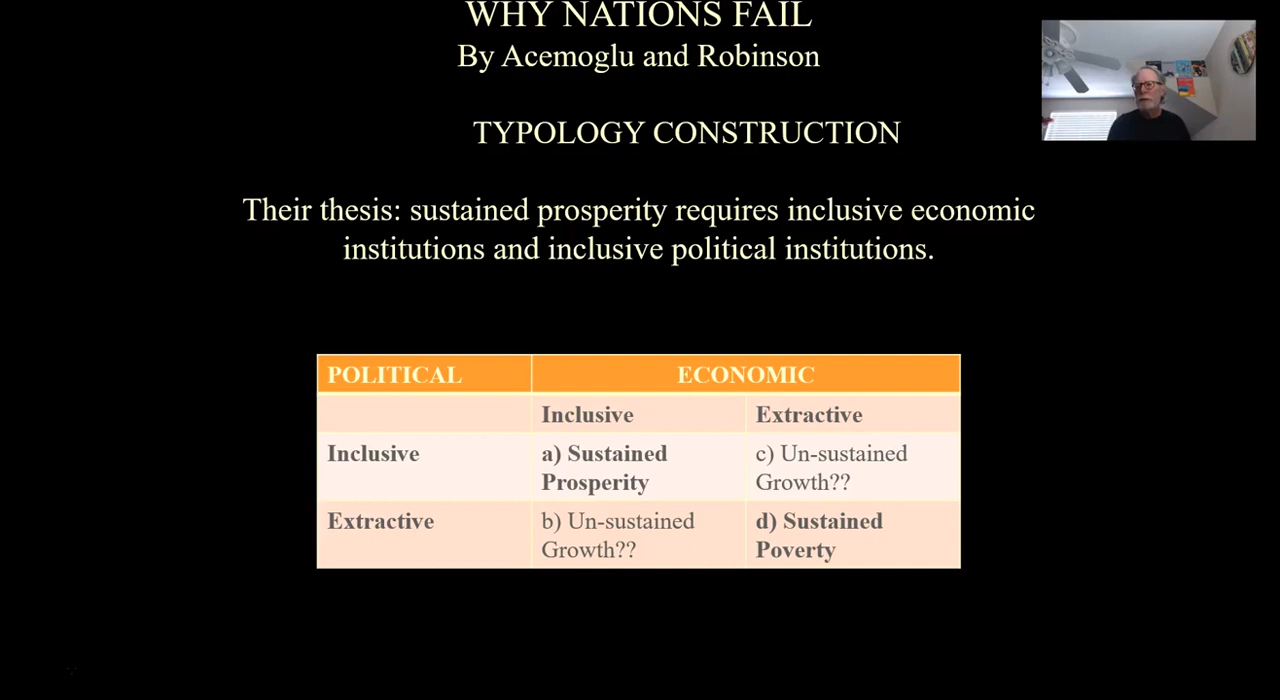 WHY NATIONS FAIL
By Acemoglu and Robinson
TYPOLOGY CONSTRUCTION
Their thesis: sustained prosperity requires inclusive economic
institutions and inclusive political institutions.
POLITICAL ECONOMIC
Inclusive Extractive
Inclusive a) Sustained Prosperity c) Un-sustained Growth??
Extractive b) Un-sustained Growth?? d) Sustained Poverty